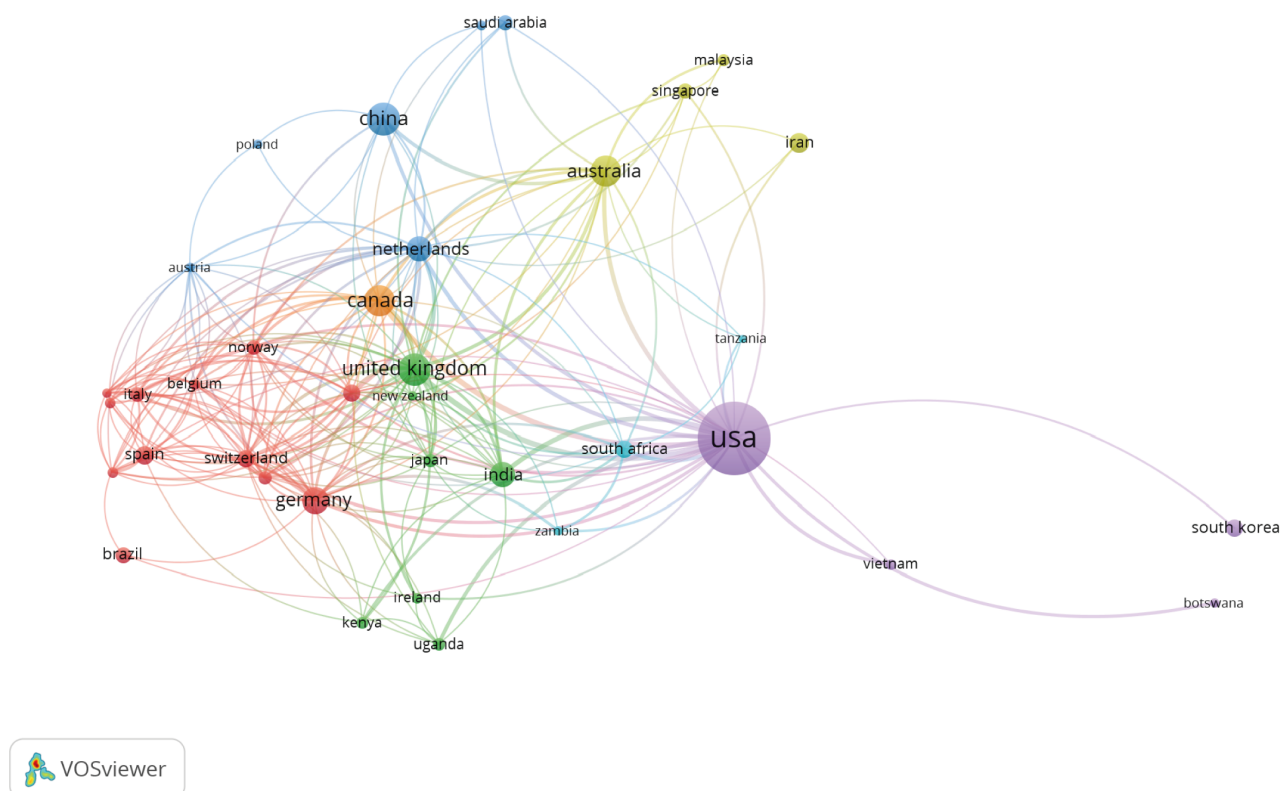 saudi arabia
malaysia
singapore
china
iran
poland
australia
netherlands
austria
canada
tanzania
norway
united kingdom
belgium
italy
new zealand
usa
south africa
spain
switzerland
japan
india
germany
south korea
zambia
brazil
vietnam
ireland
botswana
kenya
uganda
VOSviewer